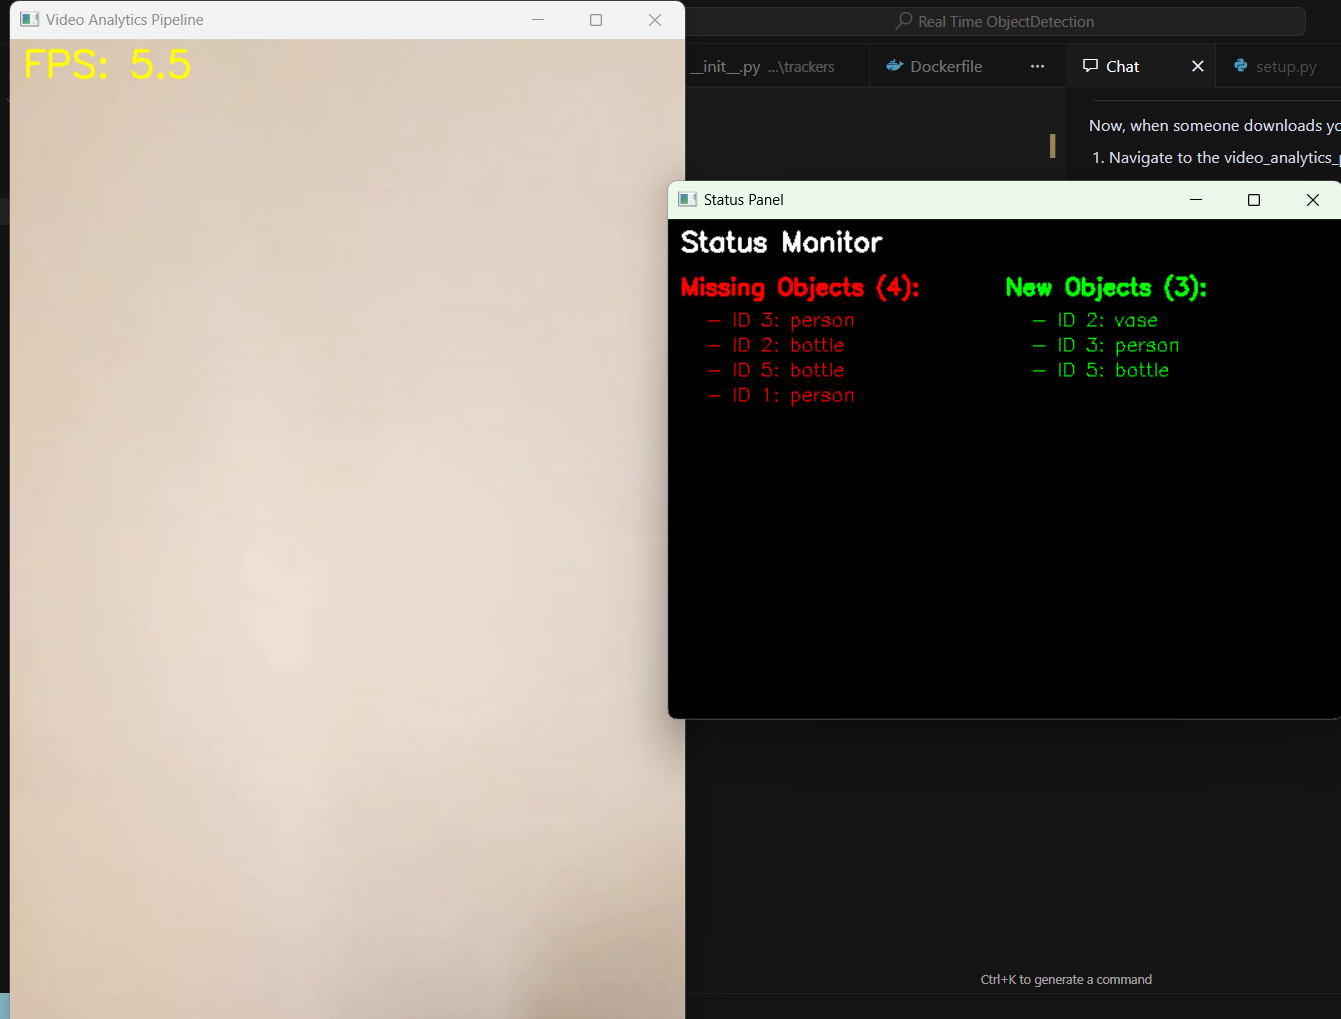 Video Analytics Pipeline
FPS: 5.5
Real Time ObjectDetection
__init__.py ...\trackers
Dockerfile
Chat
setup.py
Now, when someone downloads
1. Navigate to the video_analytics_
Status Panel
Status Monitor
Missing Objects (4):
- ID 3: person
- ID 2: bottle
- ID 5: bottle
- ID 1: person
New Objects (3):
- ID 2: vase
- ID 3: person
- ID 5: bottle
Ctrl+K to generate a command